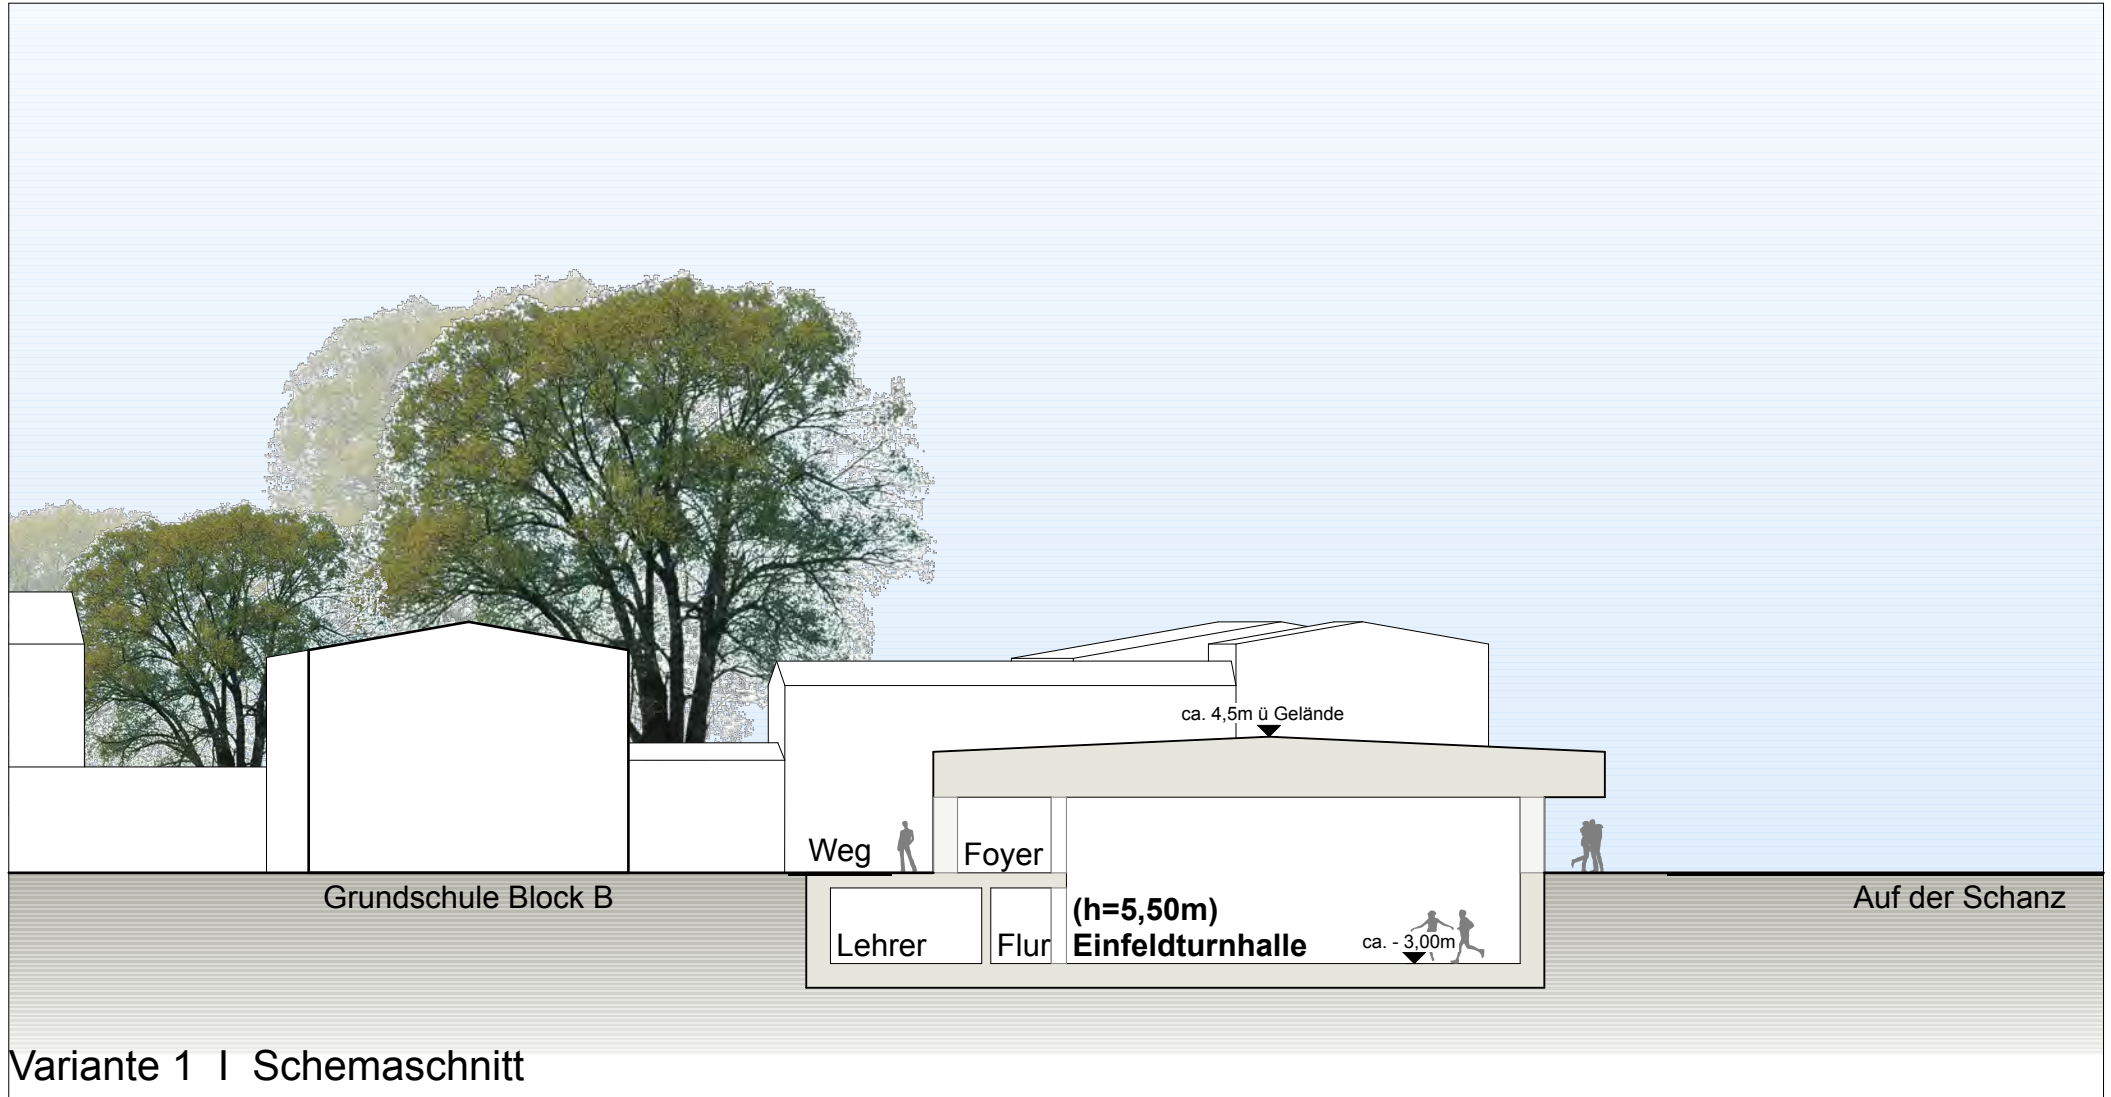 ca. 4,5m ü Gelände
Weg
Foyer
Grundschule Block B
Auf der Schanz
(h=5,50m)
Lehrer
Flur
Einfeldturnhalle
ca. - 3,00m
Variante 1 I Schemaschnitt